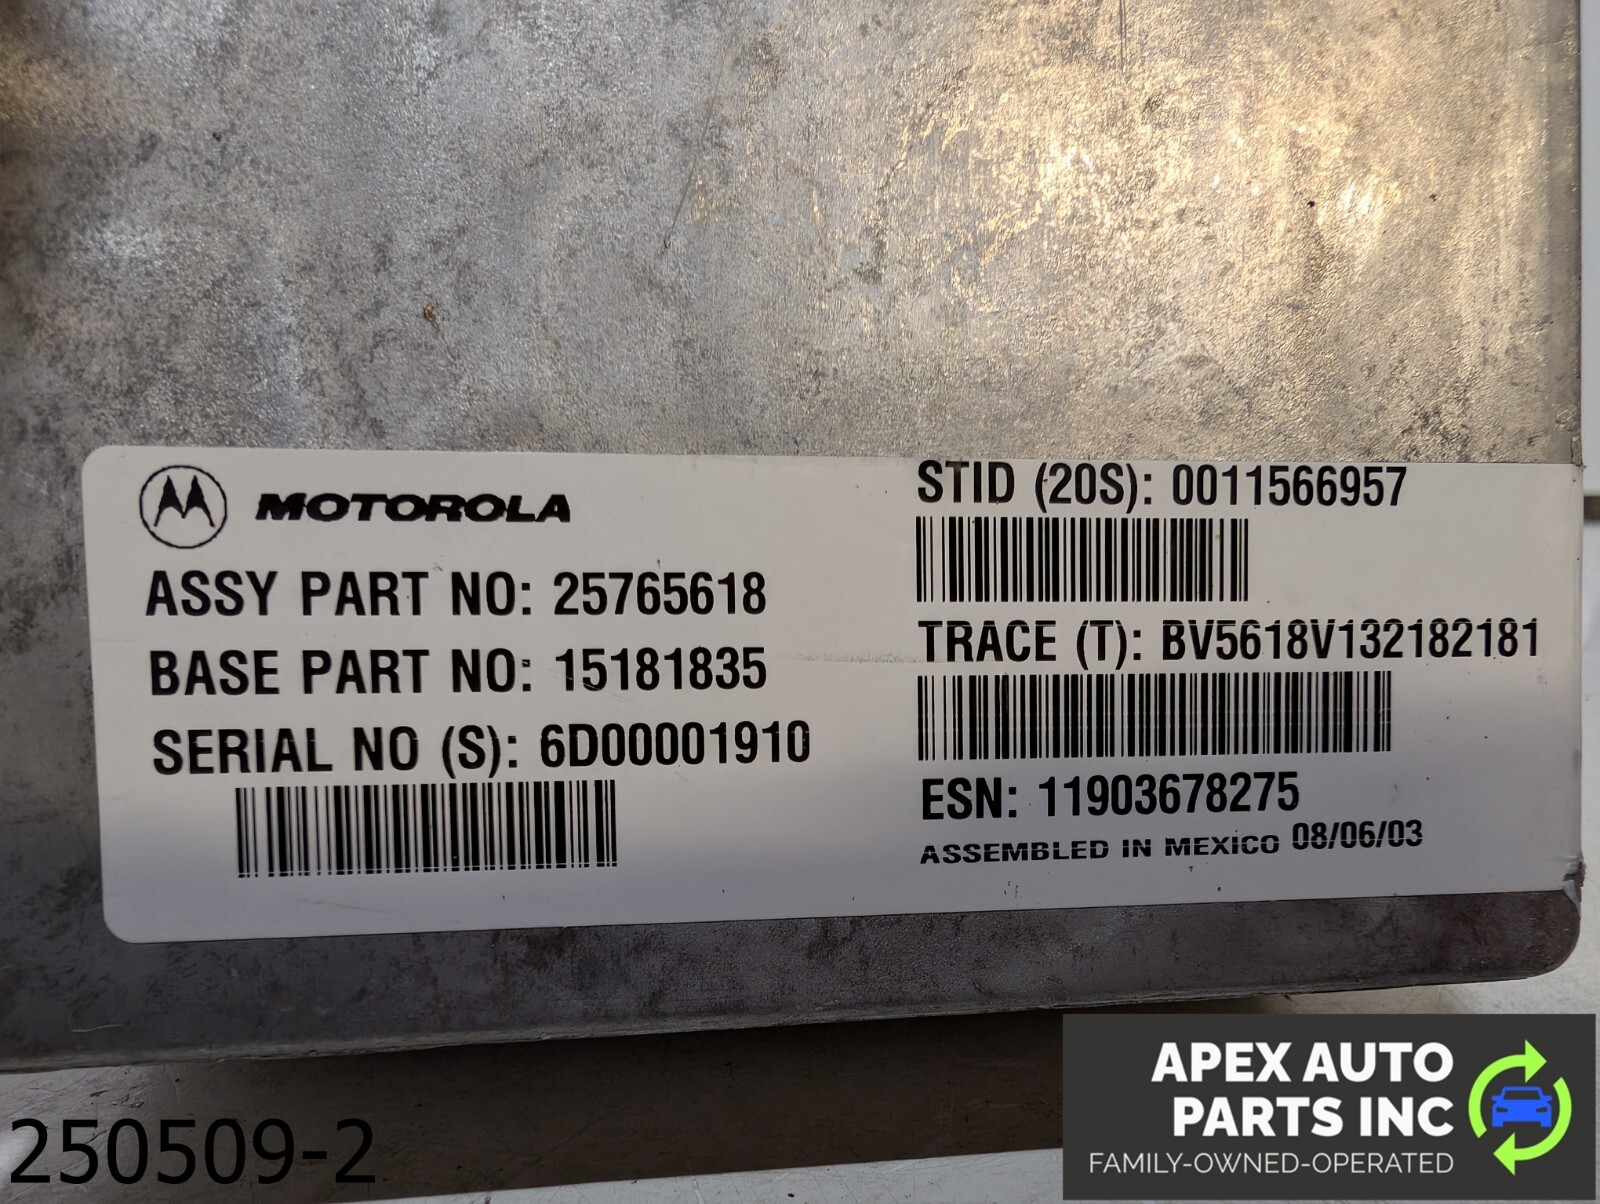 MOTOROLA
ASSY PART NO: 25765618
BASE PART NO: 15181835
SERIAL NO (S): 6D00001910
STID (20S): 0011566957
TRACE (T): BV5618V132182181
ESN: 11903678275
ASSEMBLED IN MEXICO 08/06/03
250509-2
APEX AUTO
PARTS INC
FAMILY-OWNED-OPERATED